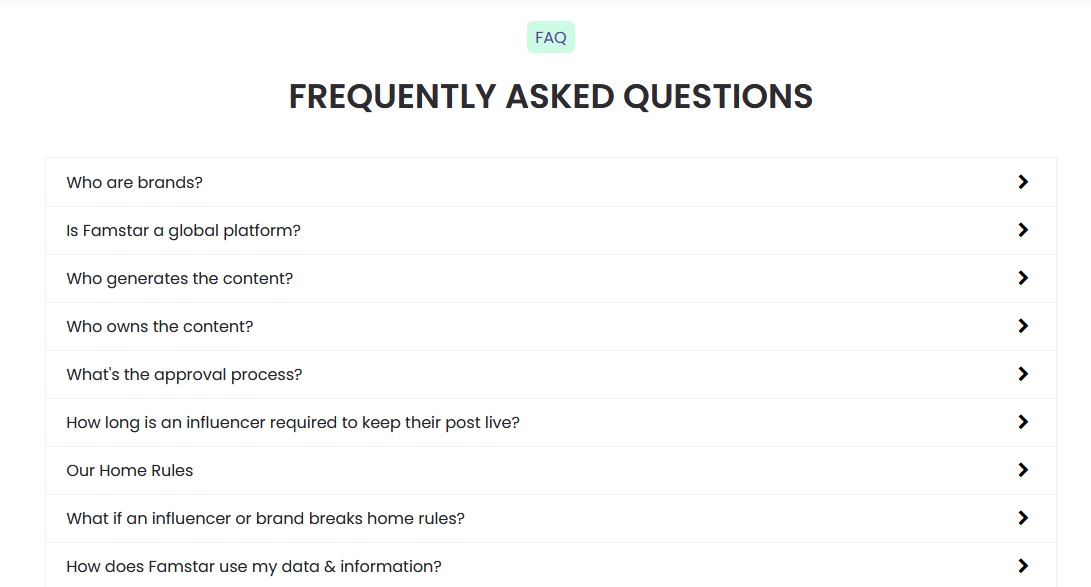 FAQ
FREQUENTLY ASKED QUESTIONS
Who are brands?
Is Famstar a global platform?
Who generates the content?
Who owns the content?
What's the approval process?
How long is an influencer required to keep their post live?
Our Home Rules
What if an influencer or brand breaks home rules?
How does Famstar use my data & information?